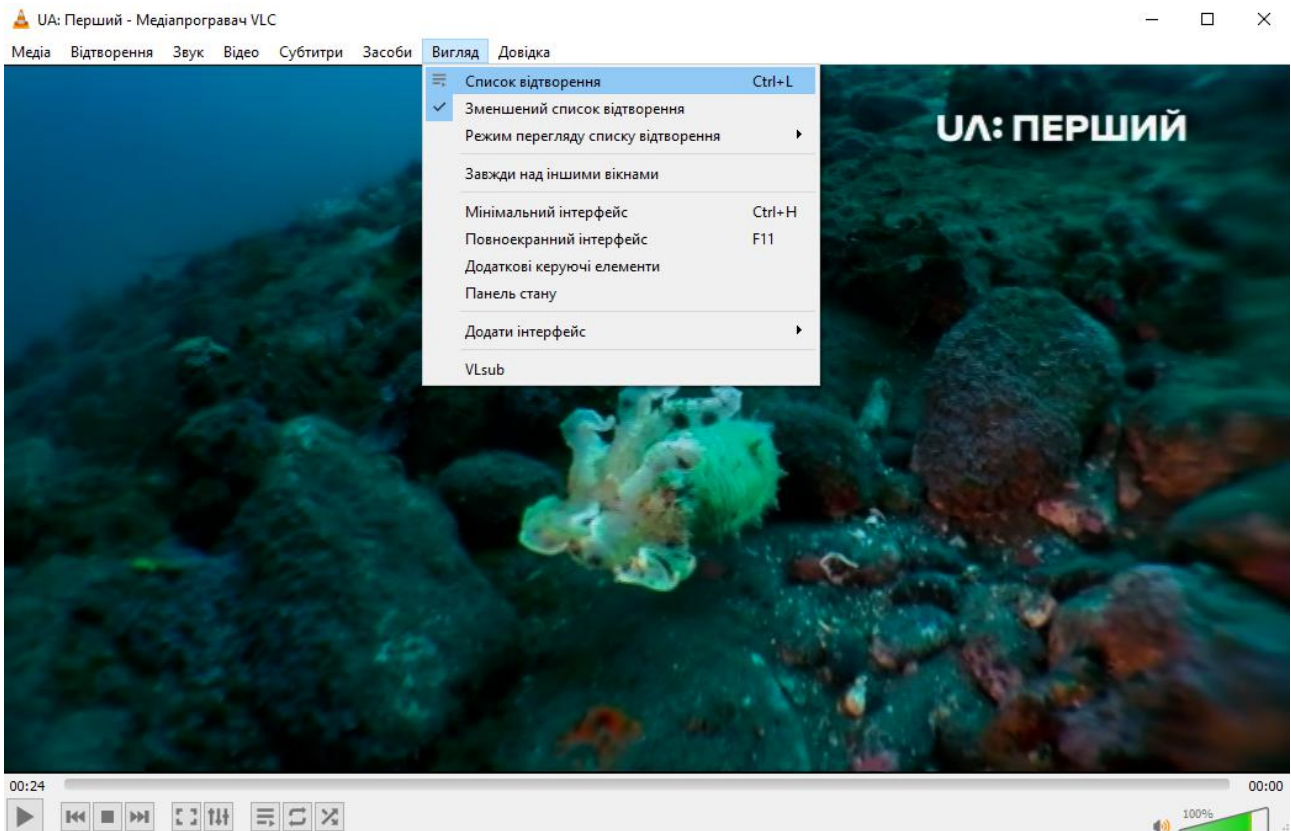 UA: Перший - Медіапрогравач VLC
Медіа Відтворення Звук Відео Субтитри Засоби Вигляд Довідка
Список відтворення Ctrl+L
Зменшений список відтворення
Режим перегляду списку відтворення
Завжди над іншими вікнами
Мінімальний інтерфейс Ctrl+H
Повноекранний інтерфейс F11
Додаткові керуючі елементи
Панель стану
Додати інтерфейс
VLsub
UA: ПЕРШИЙ
00:24 00:00
100%